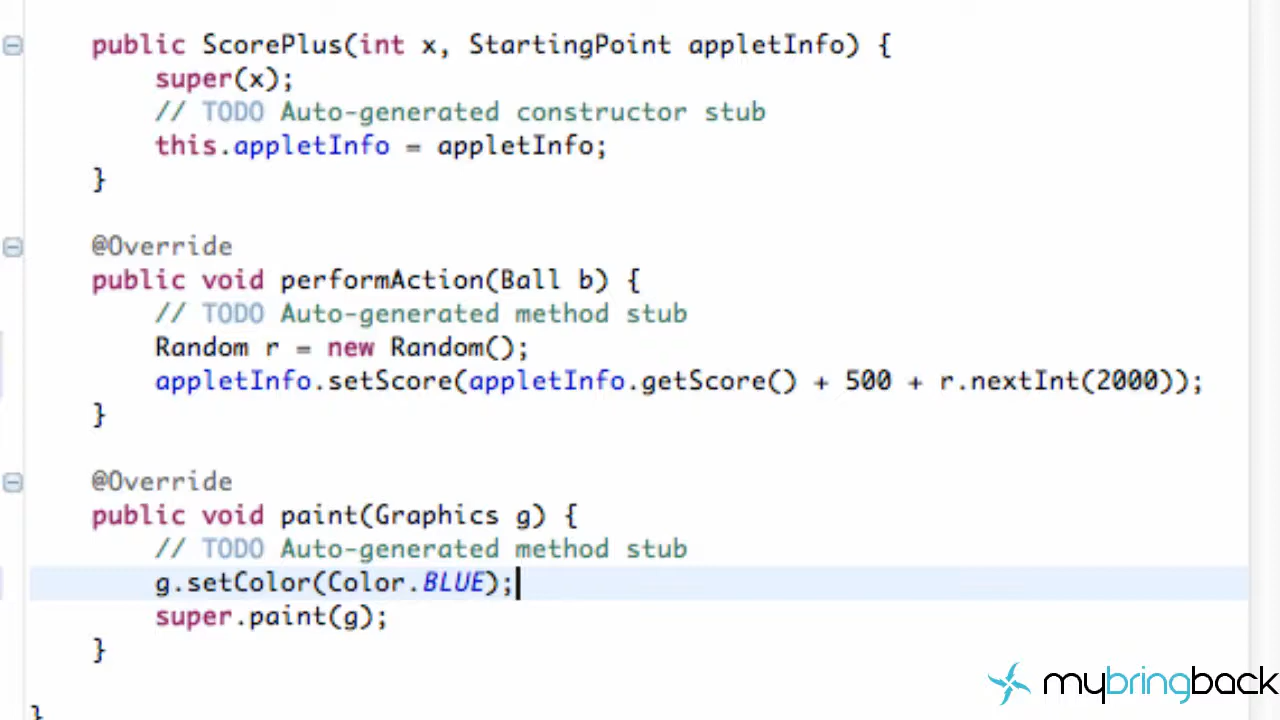 public ScorePlus(int x, StartingPoint appletInfo) {
super(x);
// TODO Auto-generated constructor stub
this.appletInfo = appletInfo;
}
@Override
public void performAction(Ball b) {
// TODO Auto-generated method stub
Random r = new Random();
appletInfo.setScore(appletInfo.getScore() + 500 + r.nextInt(2000));
}
@Override
public void paint(Graphics g) {
// TODO Auto-generated method stub
g.setColor(Color.BLUE);
super.paint(g);
}
mybringback
}